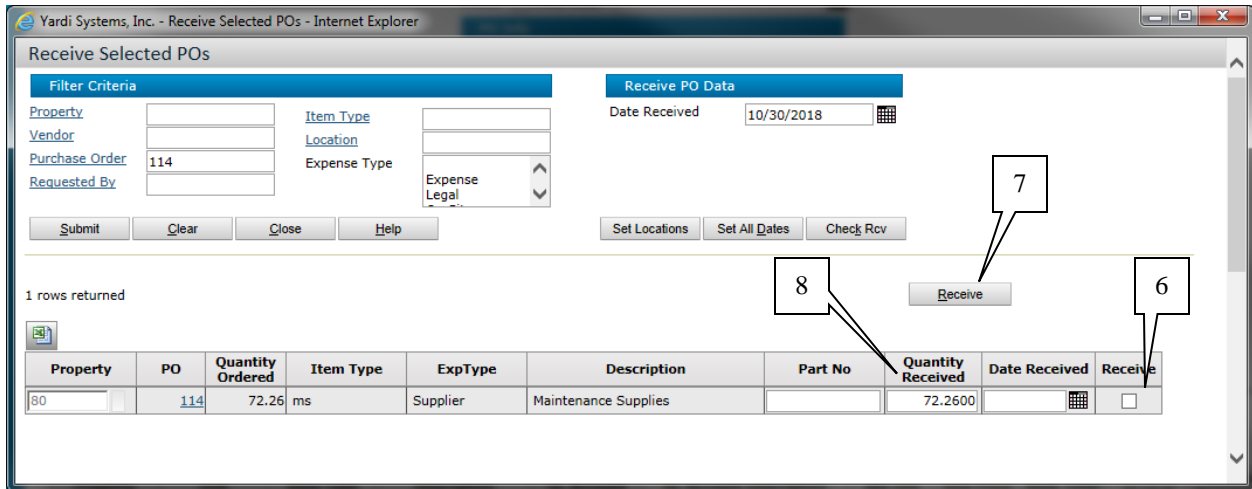 Yardi Systems, Inc. - Receive Selected POs - Internet Explorer
Receive Selected POs
Filter Criteria
Receive PO Data
Property
Item Type
Date Received 10/30/2018
Vendor
Location
Purchase Order 114
Expense Type
Requested By
Expense
Legal
7
Submit Clear Close Help
Set Locations Set All Dates Check Rcv
8
6
1 rows returned
Receive
Property PO Quantity Ordered Item Type ExpType Description Part No Quantity Received Date Received Receive
80 114 72.26 ms Supplier Maintenance Supplies 72.2600